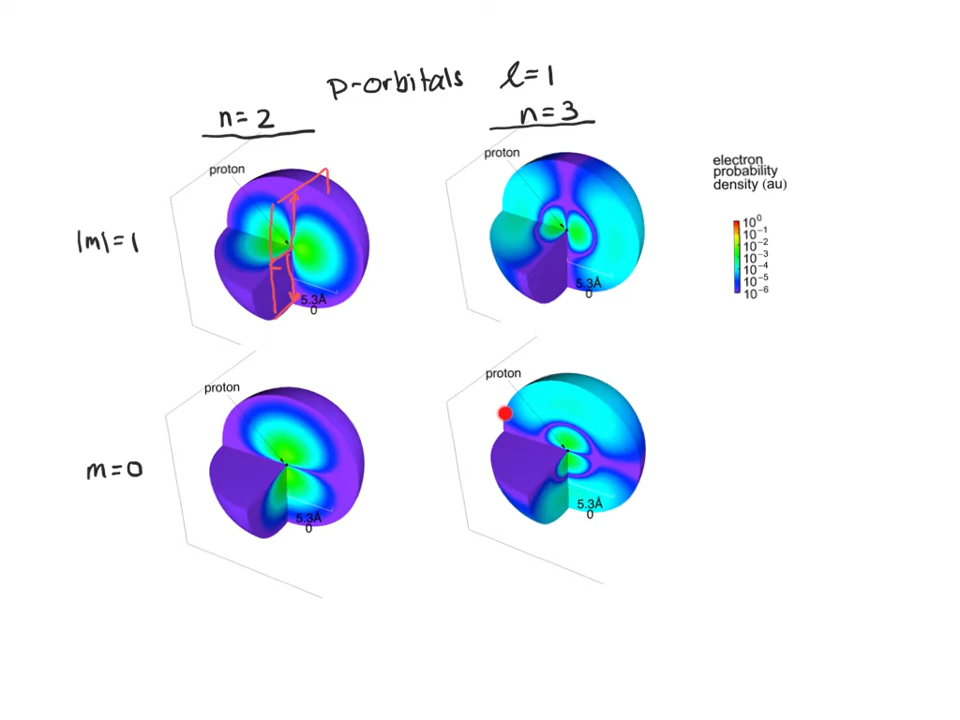 p-orbitals l=1
n=2
n=3
proton
proton
electron
probability
density (au)
10⁰
10⁻¹
10⁻²
10⁻³
10⁻⁴
10⁻⁵
10⁻⁶
|m|=1
5.3Å
0
5.3Å
0
proton
proton
m=0
5.3Å
0
5.3Å
0